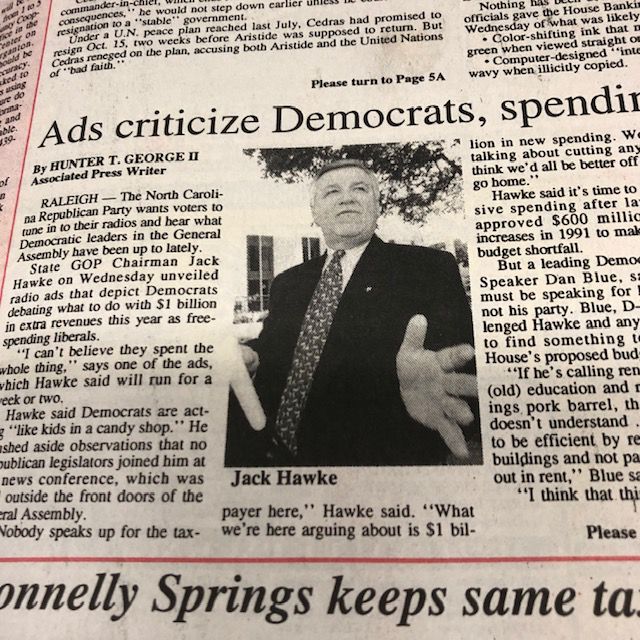 commander-in-chief, which
consequences," he would not step down earlier unless he
resignation to a "stable" government.
Under a U.N. peace plan reached last July, Cedras had promised to
resign Oct. 15, two weeks before Aristide was supposed to return. But
Cedras reneged on the plan, accusing both Aristide and the United Nations
of "bad faith."
Please turn to Page 5A
Nothing has been
officials gave the House Bankin
Wednesday of what was likely
• Color-shifting ink that
green when viewed straight on
• Computer-designed
wavy when illicitly copied.
Ads criticize Democrats, spendin
By HUNTER T. GEORGE II
Associated Press Writer
RALEIGH — The North Caroli-
na Republican Party wants voters to
tune in to their radios and hear what
Democratic leaders in the General
Assembly have been up to lately.
State GOP Chairman Jack
Hawke on Wednesday unveiled
radio ads that depict Democrats
debating what to do with $1 billion
in extra revenues this year as free-
spending liberals.
"I can't believe they spent the
whole thing," says one of the ads,
which Hawke said will run for a
week or two.
Hawke said Democrats are act-
g "like kids in a candy shop." He
shed aside observations that no
publican legislators joined him at
news conference, which was
outside the front doors of the
eral Assembly.
Nobody speaks up for the tax-
Jack Hawke
payer here," Hawke said. "What
we're here arguing about is $1 bil-
lion in new spending. We
talking about cutting any
think we'd all be better off
go home."
Hawke said it's time to
sive spending after la
approved $600 milli
increases in 1991 to mak
budget shortfall.
But a leading Democ
Speaker Dan Blue, sa
must be speaking for h
not his party. Blue, D-
lenged Hawke and any
to find something t
House's proposed bud
"If he's calling ren
(old) education and
ings pork barrel, th
doesn't understand .
to be efficient by re
buildings and not pa
out in rent," Blue sa
"I think that thi
Please
onnelly Springs keeps same ta